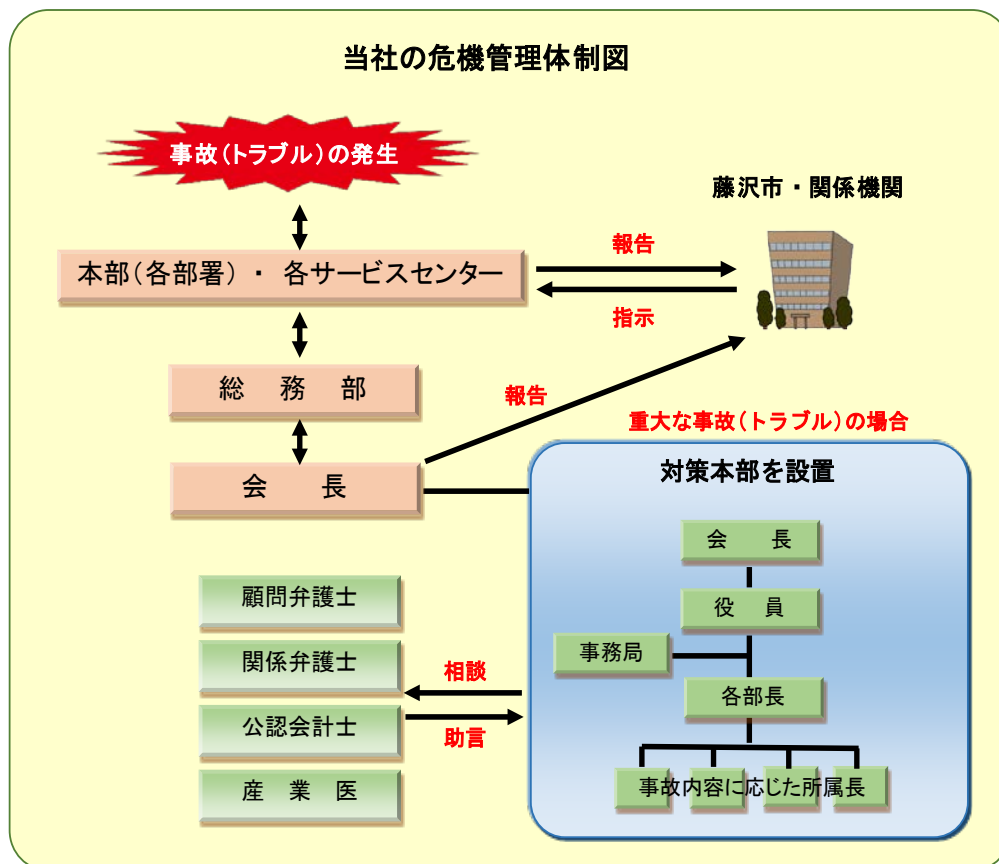 当社の危機管理体制図
事故(トラブル)の発生
藤沢市・関係機関
本部(各部署)・ 各サービスセンター
報告
指示
総 務 部
報告
重大な事故(トラブル)の場合
会 長
対策本部を設置
会 長
役 員
事務局
各部長
事故内容に応じた所属長
顧問弁護士
関係弁護士
公認会計士
産 業 医
相談
助言